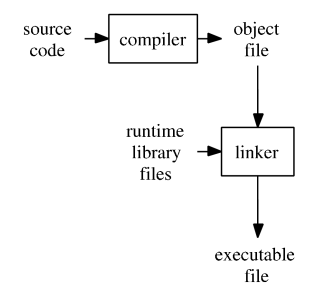 source
code
compiler
object
file
runtime
library
files
linker
executable
file